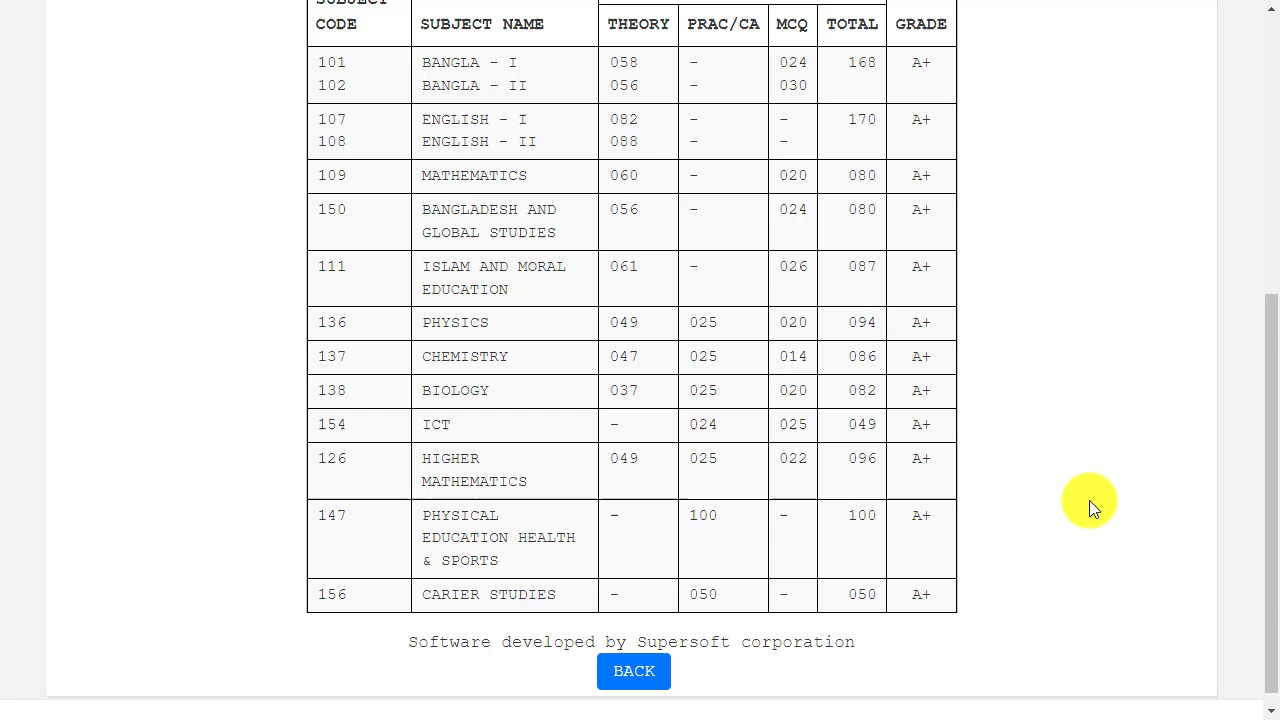 SUBJECT
CODE SUBJECT NAME THEORY PRAC/CA MCQ TOTAL GRADE
101 BANGLA - I 058 - 024 168 A+
102 BANGLA - II 056 - 030
107 ENGLISH - I 082 - - 170 A+
108 ENGLISH - II 088 - -
109 MATHEMATICS 060 - 020 080 A+
150 BANGLADESH AND 056 - 024 080 A+
GLOBAL STUDIES
111 ISLAM AND MORAL 061 - 026 087 A+
EDUCATION
136 PHYSICS 049 025 020 094 A+
137 CHEMISTRY 047 025 014 086 A+
138 BIOLOGY 037 025 020 082 A+
154 ICT - 024 025 049 A+
126 HIGHER 049 025 022 096 A+
MATHEMATICS
147 PHYSICAL - 100 - 100 A+
EDUCATION HEALTH
& SPORTS
156 CARIER STUDIES - 050 - 050 A+
Software developed by Supersoft corporation
BACK